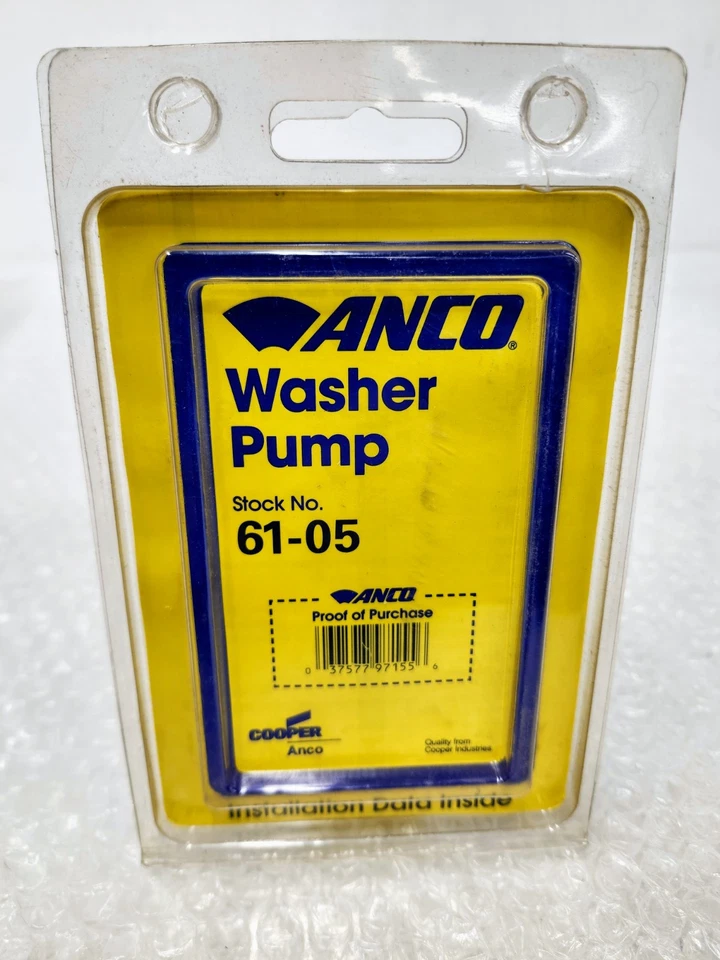 ANCO®
Washer
Pump
Stock No.
61-05
ANCO
Proof of Purchase
0 37577 97155 6
COOPER
Anco
Quality from
Cooper Industries
Installation Data Inside